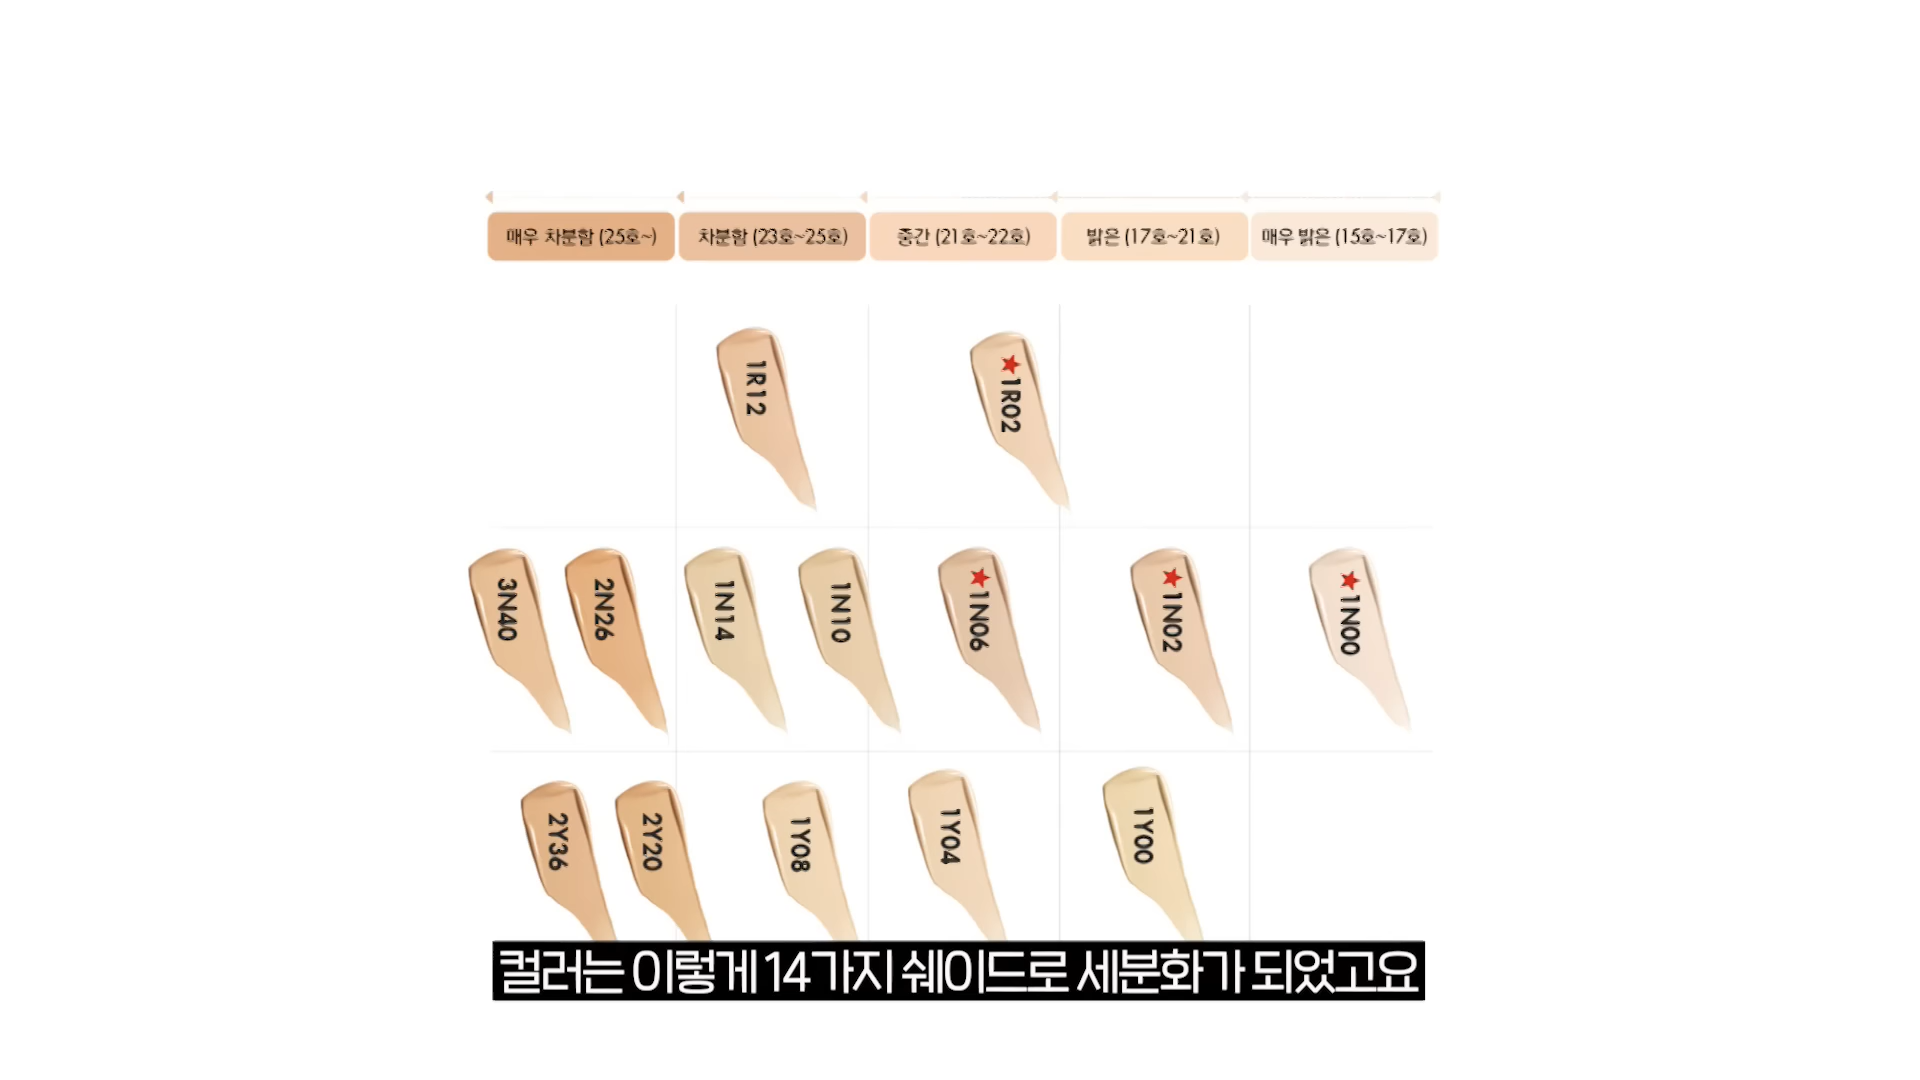 매우 차분함 (25호~)
차분함 (23호~25호)
중간 (21호~22호)
밝은 (17호~21호)
매우 밝은 (15호~17호)
1R12
★1R02
3N40
2N26
1N14
1N10
★1N06
★1N02
★1N00
2Y36
2Y20
1Y08
1Y04
1Y00
컬러는 이렇게 14가지 쉐이드로 세분화가 되었고요